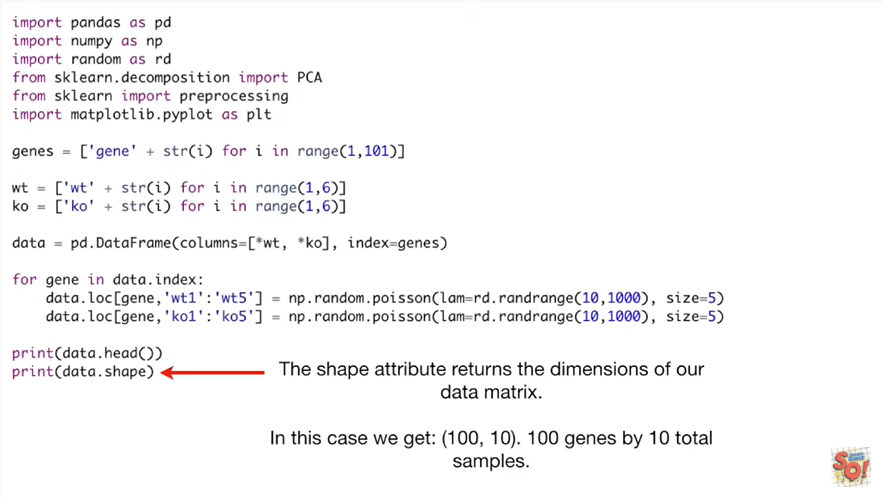 import pandas as pd
import numpy as np
import random as rd
from sklearn.decomposition import PCA
from sklearn import preprocessing
import matplotlib.pyplot as plt
genes = ['gene' + str(i) for i in range(1,101)]
wt = ['wt' + str(i) for i in range(1,6)]
ko = ['ko' + str(i) for i in range(1,6)]
data = pd.DataFrame(columns=[*wt, *ko], index=genes)
for gene in data.index:
    data.loc[gene,'wt1':'wt5'] = np.random.poisson(lam=rd.randrange(10,1000), size=5)
    data.loc[gene,'ko1':'ko5'] = np.random.poisson(lam=rd.randrange(10,1000), size=5)
print(data.head())
print(data.shape)
The shape attribute returns the dimensions of our
data matrix.
In this case we get: (100, 10). 100 genes by 10 total
samples.
SQ!